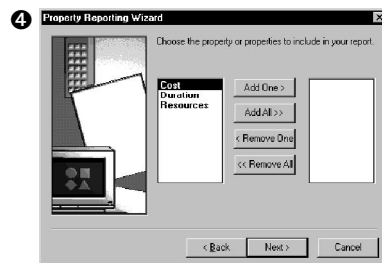 ❹
Property Reporting Wizard
Choose the property or properties to include in your report.
Cost
Duration
Resources
Add One >
Add All >>
< Remove One
<< Remove All
< Back
Next >
Cancel